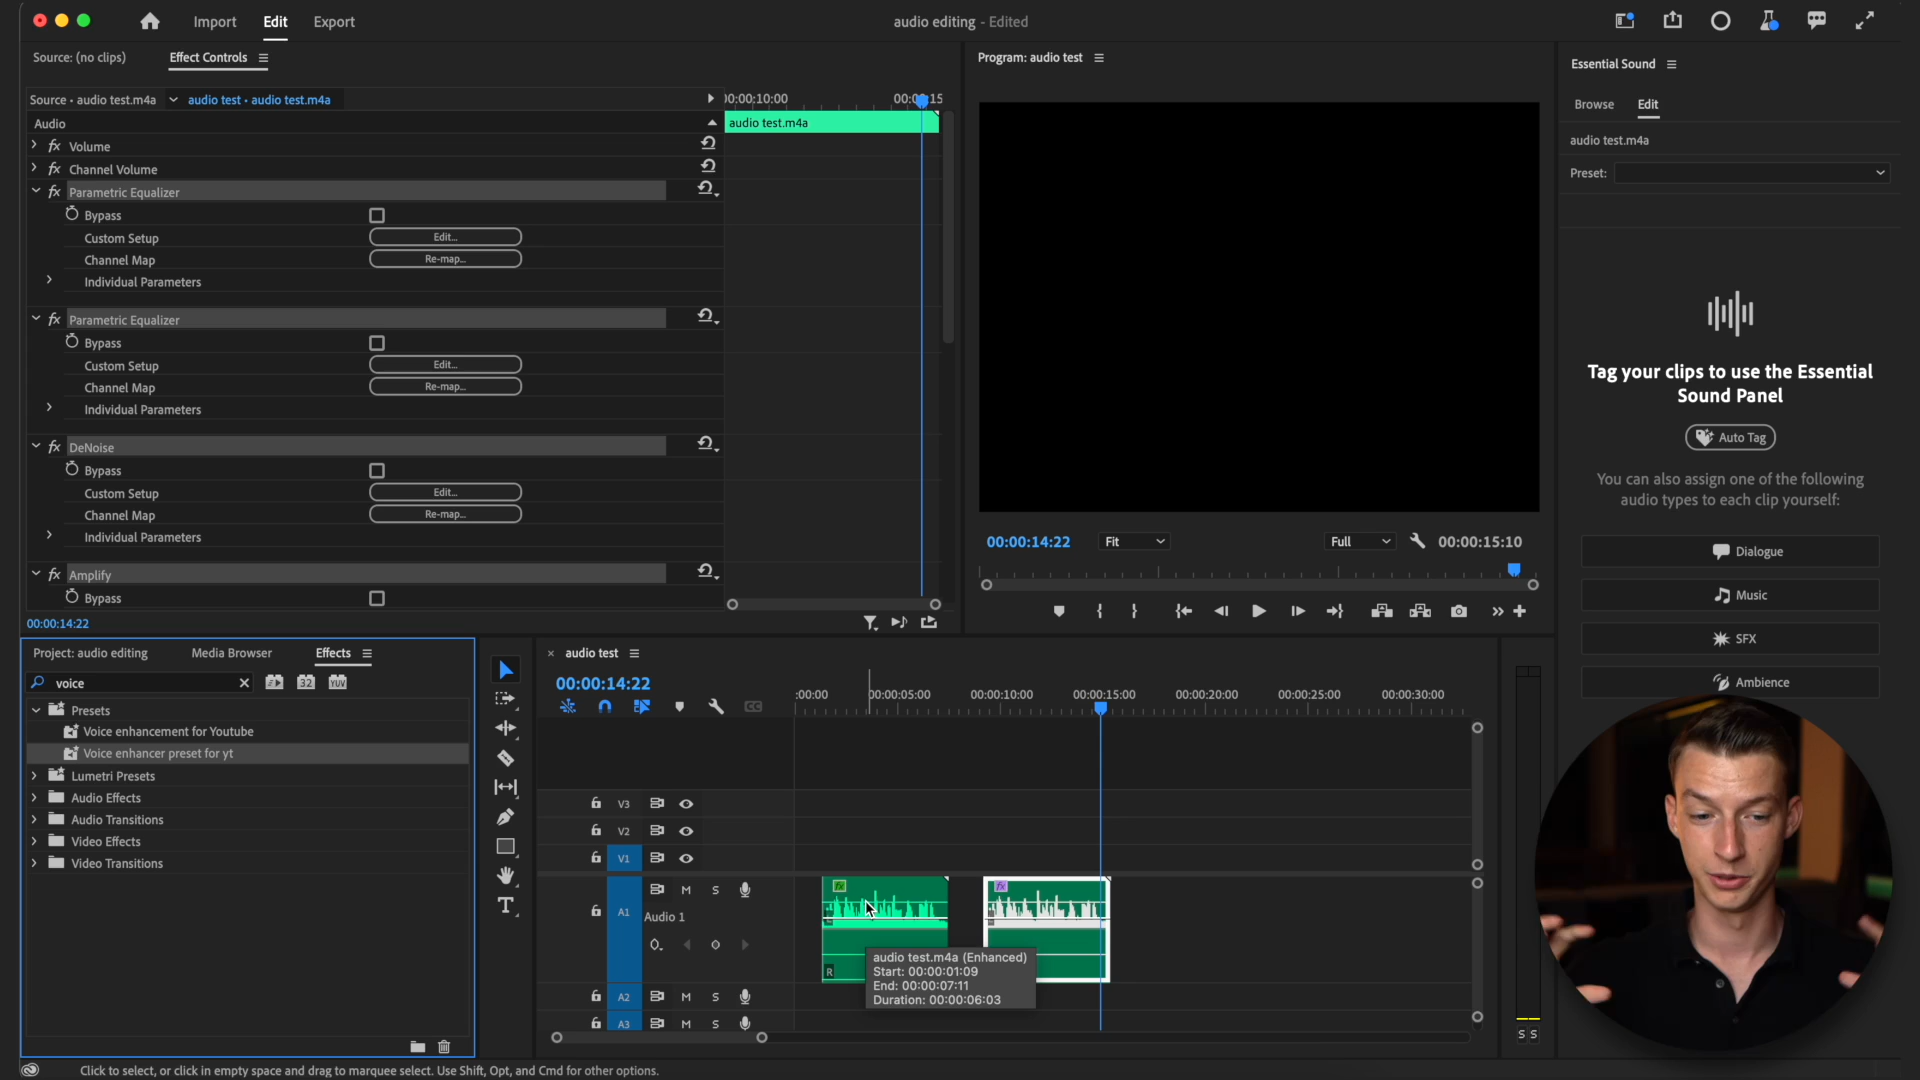 Import
Edit
Export
audio editing - Edited
Source: (no clips)
Effect Controls
Source • audio test.m4a
audio test • audio test.m4a
00:00:10:00
Audio
audio test.m4a
fx Volume
fx Channel Volume
fx Parametric Equalizer
Bypass
Custom Setup
Edit...
Channel Map
Re-map...
Individual Parameters
fx Parametric Equalizer
Bypass
Custom Setup
Edit...
Channel Map
Re-map...
Individual Parameters
fx DeNoise
Bypass
Custom Setup
Edit...
Channel Map
Re-map...
Individual Parameters
fx Amplify
Bypass
00:00:14:22
Program: audio test
00:00:14:22
Fit
Full
00:00:15:10
Essential Sound
Browse
Edit
audio test.m4a
Preset:
Tag your clips to use the Essential
Sound Panel
Auto Tag
You can also assign one of the following
audio types to each clip yourself:
Dialogue
Music
SFX
Ambience
Project: audio editing
Media Browser
Effects
voice
32
YUV
Presets
Voice enhancement for Youtube
Voice enhancer preset for yt
Lumetri Presets
Audio Effects
Audio Transitions
Video Effects
Video Transitions
T
× audio test
00:00:14:22
CC
:00:00
00:00:05:00
00:00:10:00
00:00:15:00
00:00:20:00
00:00:25:00
00:00:30:00
V3
V2
V1
A1
M S
Audio 1
fx
fx
R
audio test.m4a (Enhanced)
Start: 00:00:01:09
End: 00:00:07:11
Duration: 00:00:06:03
A2 M S
A3 M S
S S
Click to select, or click in empty space and drag to marquee select. Use Shift, Opt, and Cmd for other options.